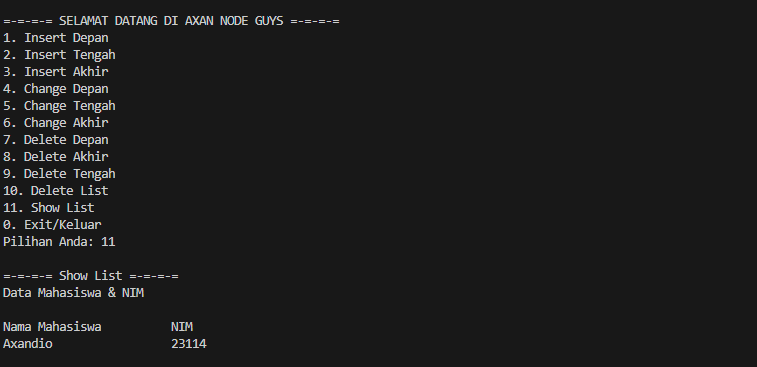 =-=-=-= SELAMAT DATANG DI AXAN NODE GUYS =-=-=-=
1. Insert Depan
2. Insert Tengah
3. Insert Akhir
4. Change Depan
5. Change Tengah
6. Change Akhir
7. Delete Depan
8. Delete Akhir
9. Delete Tengah
10. Delete List
11. Show List
0. Exit/Keluar
Pilihan Anda: 11
=-=-=-= Show List =-=-=-=
Data Mahasiswa & NIM
Nama Mahasiswa NIM
Axandio 23114